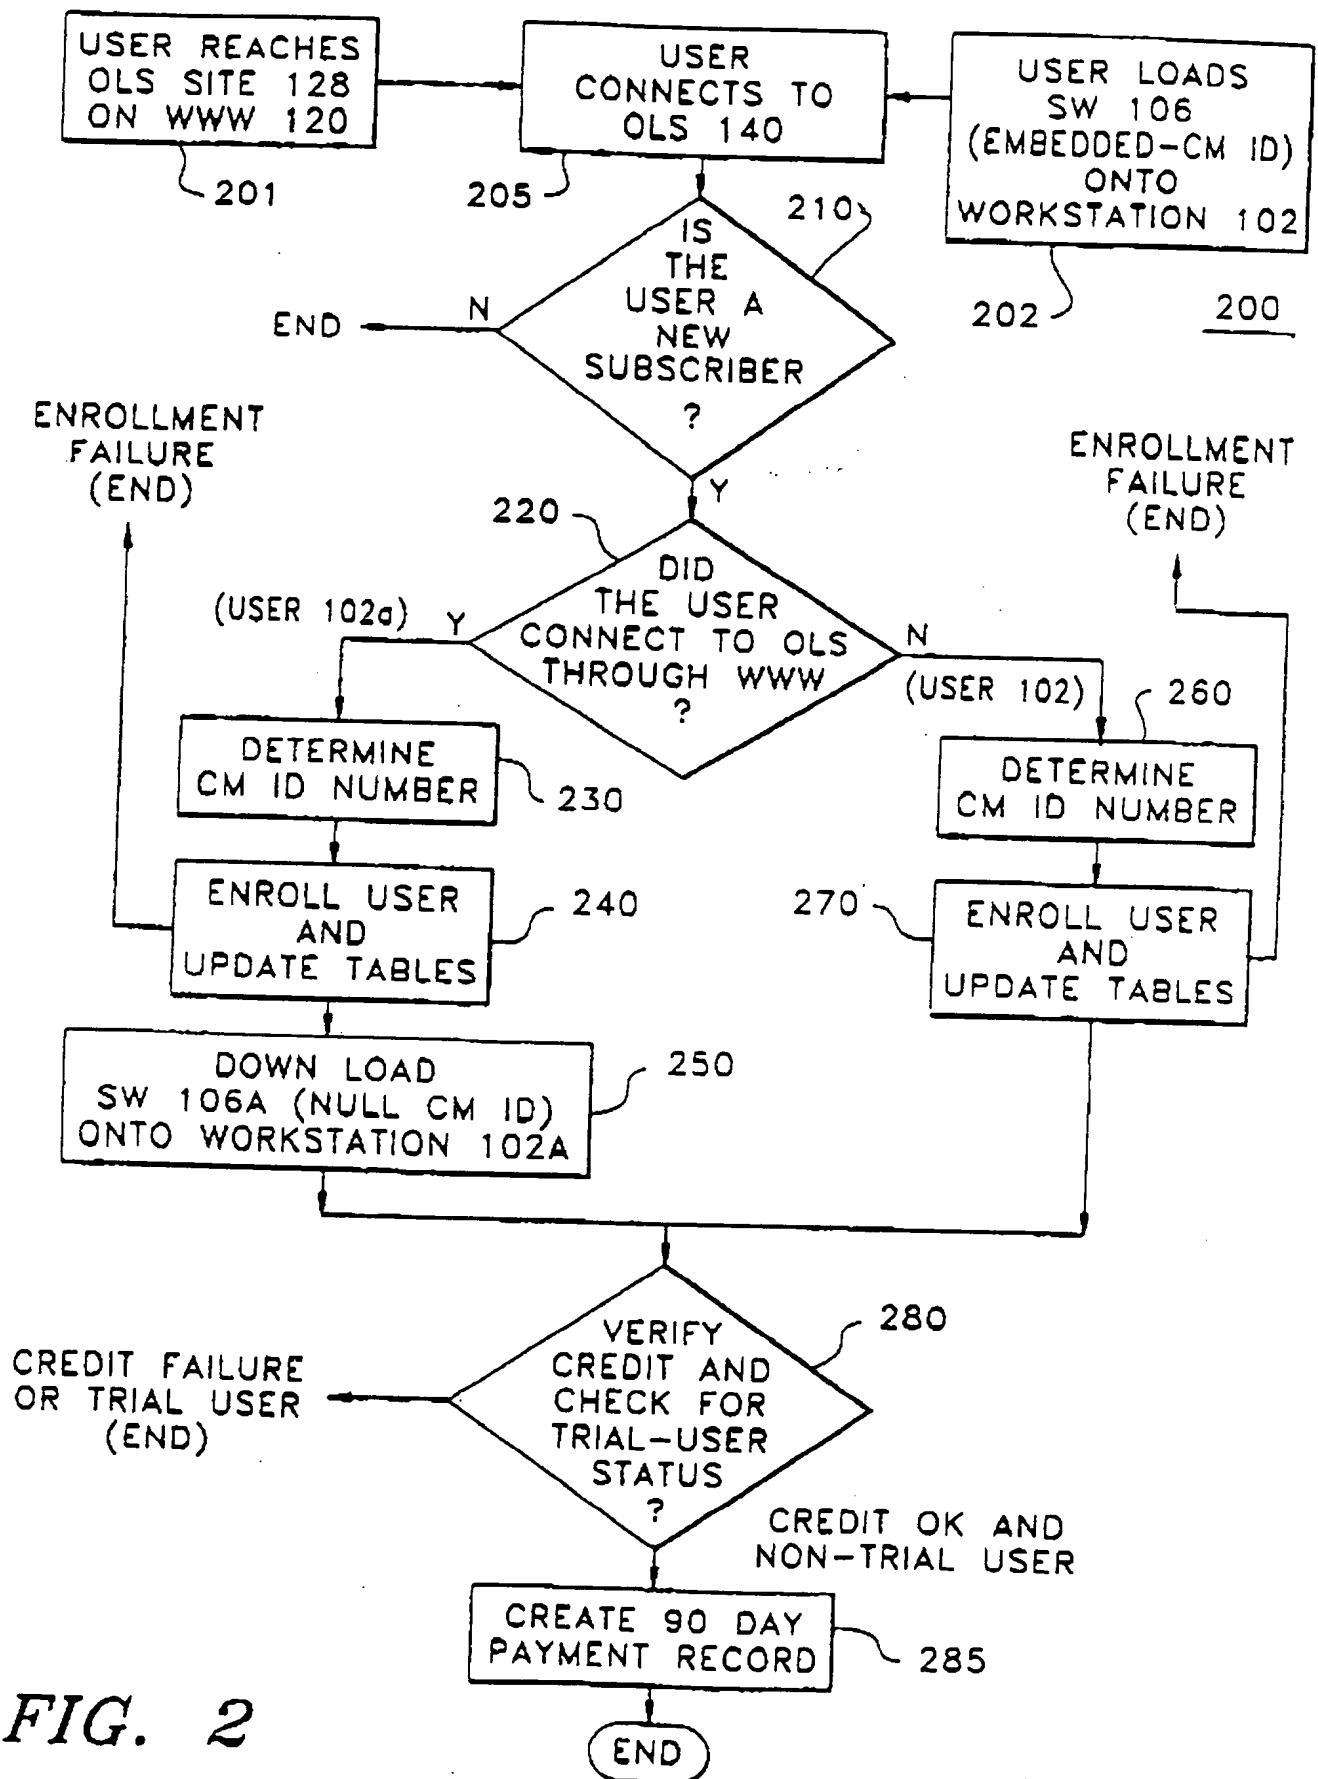 USER REACHES
OLS SITE 128
ON WWW 120
201
USER
CONNECTS TO
OLS 140
205
USER LOADS
SW 106
(EMBEDDED-CM ID)
ONTO
WORKSTATION 102
202
200
210
IS
THE
USER A
NEW
SUBSCRIBER
?
N
END
Y
ENROLLMENT
FAILURE
(END)
ENROLLMENT
FAILURE
(END)
220
DID
THE USER
CONNECT TO OLS
THROUGH WWW
?
(USER 102a)
Y
N
(USER 102)
DETERMINE
CM ID NUMBER
230
260
DETERMINE
CM ID NUMBER
ENROLL USER
AND
UPDATE TABLES
240
270
ENROLL USER
AND
UPDATE TABLES
DOWN LOAD
SW 106A (NULL CM ID)
ONTO WORKSTATION 102A
250
280
VERIFY
CREDIT AND
CHECK FOR
TRIAL-USER
STATUS
?
CREDIT FAILURE
OR TRIAL USER
(END)
CREDIT OK AND
NON-TRIAL USER
CREATE 90 DAY
PAYMENT RECORD
285
END
FIG. 2